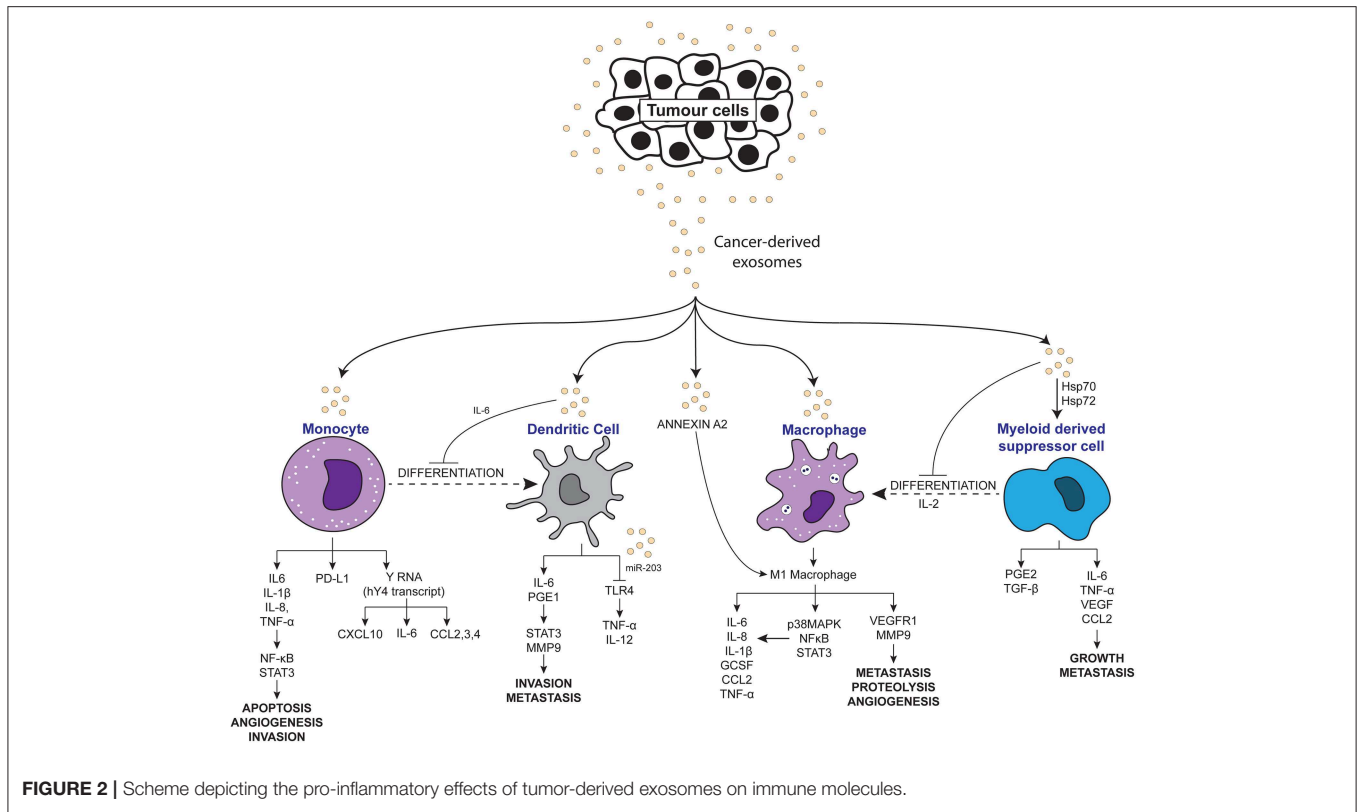 Tumour cells
Cancer-derived
exosomes
Hsp70
Hsp72
IL-6
ANNEXIN A2
Monocyte
Dendritic Cell
Macrophage
Myeloid derived
suppressor cell
DIFFERENTIATION
DIFFERENTIATION
IL-2
miR-203
IL6
IL-1β
IL-8,
TNF-α
NF-κB
STAT3
APOPTOSIS
ANGIOGENESIS
INVASION
PD-L1
Y RNA
(hY4 transcript)
CXCL10
IL-6
CCL2,3,4
IL-6
PGE1
STAT3
MMP9
INVASION
METASTASIS
TLR4
TNF-α
IL-12
M1 Macrophage
IL-6
IL-8
IL-1β
GCSF
CCL2
TNF-α
p38MAPK
NFκB
STAT3
VEGFR1
MMP9
METASTASIS
PROTEOLYSIS
ANGIOGENESIS
PGE2
TGF-β
IL-6
TNF-α
VEGF
CCL2
GROWTH
METASTASIS
FIGURE 2 | Scheme depicting the pro-inflammatory effects of tumor-derived exosomes on immune molecules.